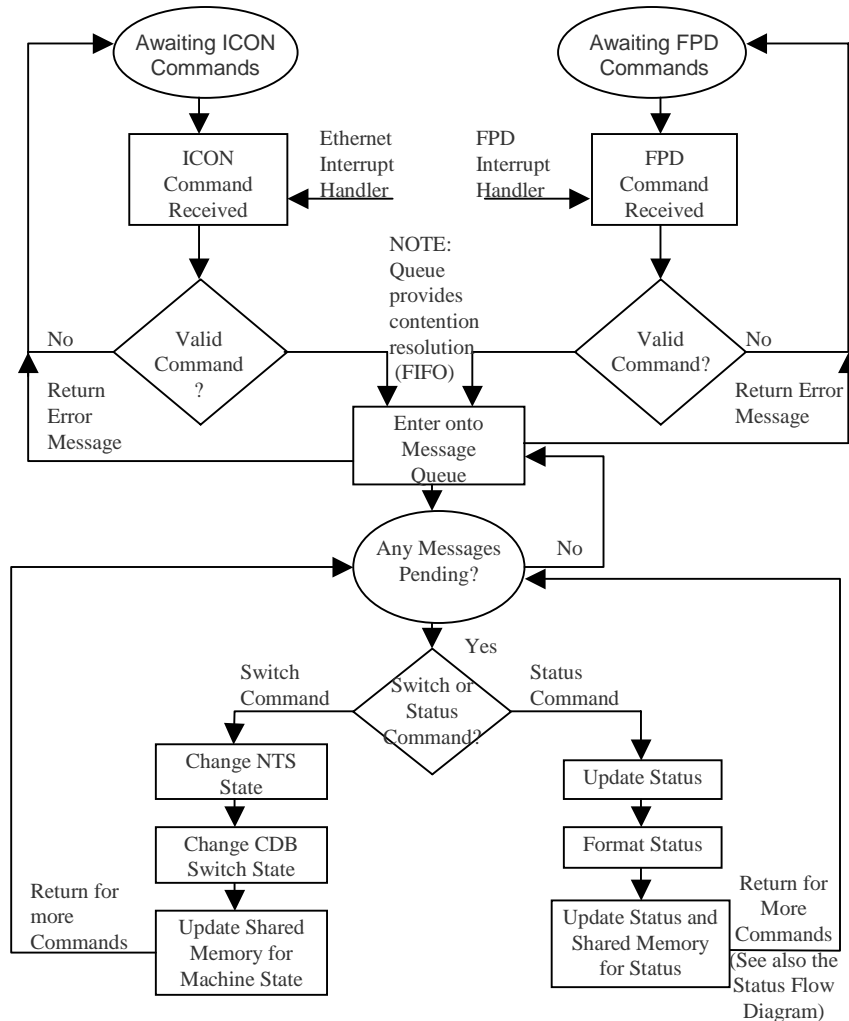 Awaiting ICON
Commands
Awaiting FPD
Commands
ICON
Command
Received
Ethernet
Interrupt
Handler
FPD
Interrupt
Handler
FPD
Command
Received
NOTE:
Queue
provides
contention
resolution
(FIFO)
No
Valid
Command
?
Valid
Command?
No
Return
Error
Message
Return Error
Message
Enter onto
Message
Queue
Any Messages
Pending?
No
Yes
Switch
Command
Switch or
Status
Command?
Status
Command
Change NTS
State
Update Status
Change CDB
Switch State
Format Status
Return for
more
Commands
Update Shared
Memory for
Machine State
Update Status and
Shared Memory
for Status
Return for
More
Commands
(See also the
Status Flow
Diagram)